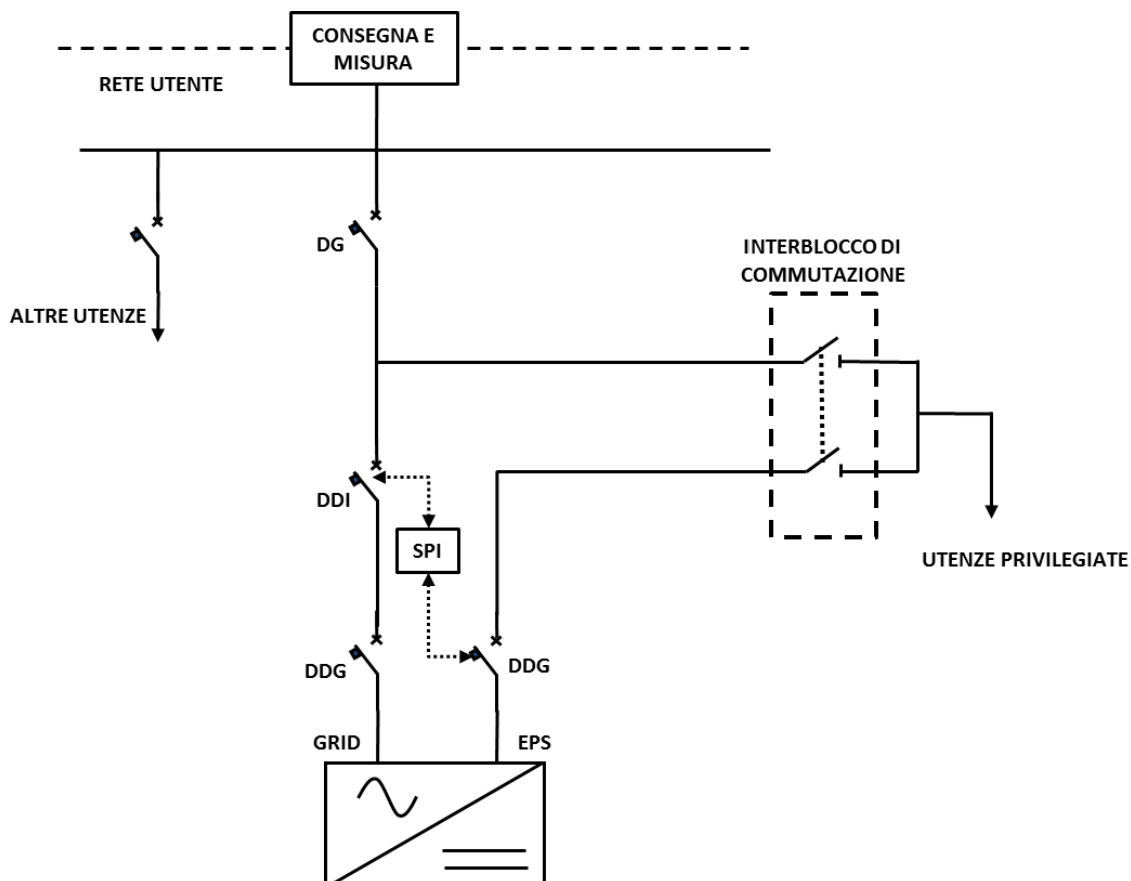 CONSEGNA E
MISURA
RETE UTENTE
DG
INTERBLOCCO DI
COMMUTAZIONE
ALTRE UTENZE
DDI
SPI
UTENZE PRIVILEGIATE
DDG
DDG
GRID
EPS